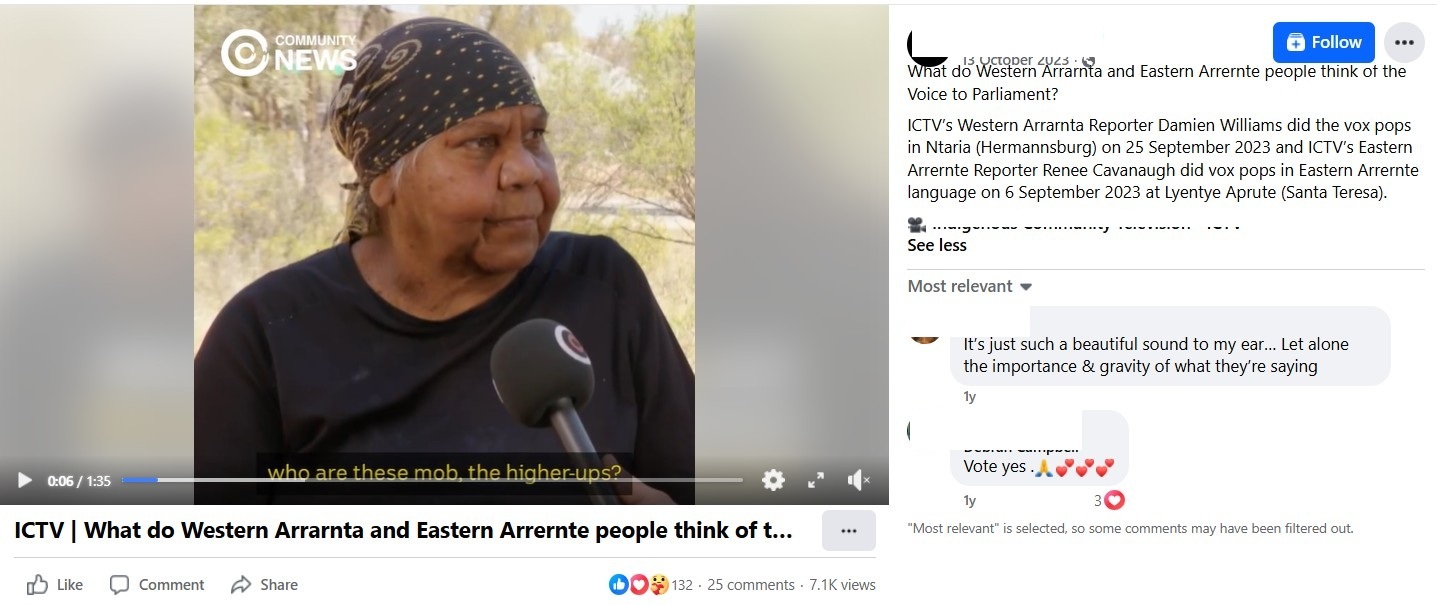 COMMUNITY
NEWS
who are these mob, the higher-ups?
0:06 / 1:35
ICTV | What do Western Arrarnta and Eastern Arrernte people think of t...
Like
Comment
Share
132 · 25 comments · 7.1K views
Follow
13 October 2023 ·
What do Western Arrarnta and Eastern Arrernte people think of the
Voice to Parliament?
ICTV's Western Arrarnta Reporter Damien Williams did the vox pops
in Ntaria (Hermannsburg) on 25 September 2023 and ICTV's Eastern
Arrernte Reporter Renee Cavanaugh did vox pops in Eastern Arrernte
language on 6 September 2023 at Lyentye Aprute (Santa Teresa).
See less
Most relevant
It's just such a beautiful sound to my ear... Let alone
the importance & gravity of what they're saying
1y
Vote yes .🙏💕💕💕
1y
3
"Most relevant" is selected, so some comments may have been filtered out.